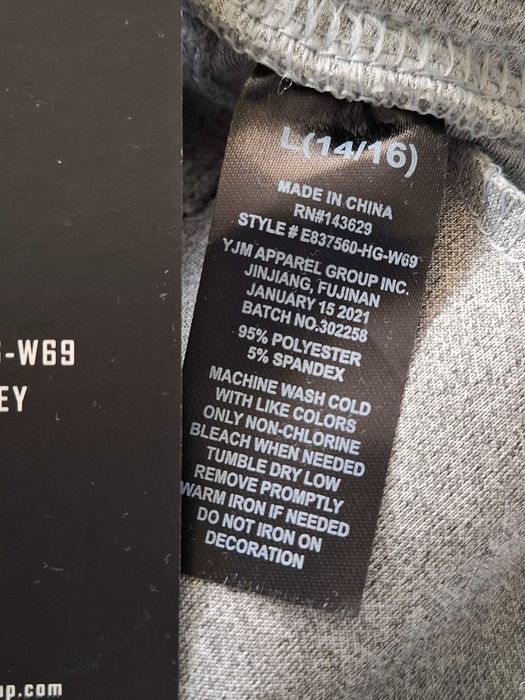 L(14/16)
MADE IN CHINA
RN#143629
STYLE # E837560-HG-W69
YJM APPAREL GROUP INC.
JINJIANG, FUJINAN
JANUARY 15 2021
BATCH NO.302258
95% POLYESTER
5% SPANDEX
MACHINE WASH COLD
WITH LIKE COLORS
ONLY NON-CHLORINE
BLEACH WHEN NEEDED
TUMBLE DRY LOW
REMOVE PROMPTLY
WARM IRON IF NEEDED
DO NOT IRON ON
DECORATION
-W69
EY
up.com